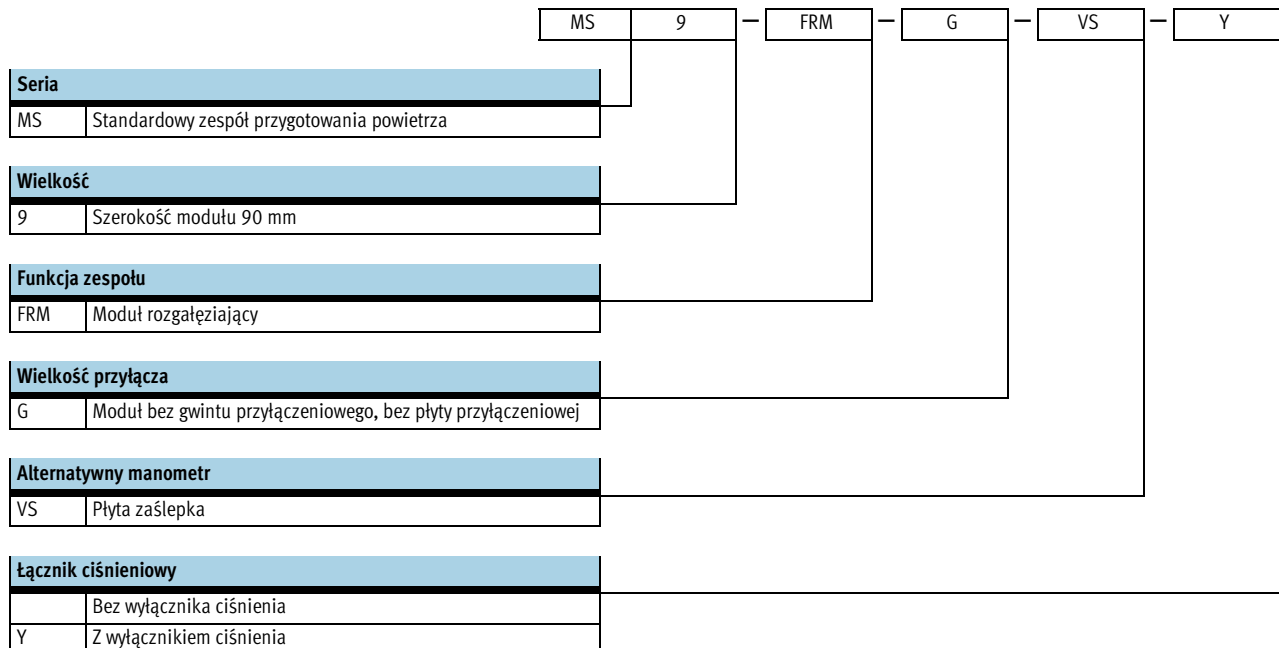 MS 9 – FRM – G – VS – Y
Seria
MS Standardowy zespół przygotowania powietrza
Wielkość
9 Szerokość modułu 90 mm
Funkcja zespołu
FRM Moduł rozgałęziający
Wielkość przyłącza
G Moduł bez gwintu przyłączeniowego, bez płyty przyłączeniowej
Alternatywny manometr
VS Płyta zaślepka
Łącznik ciśnieniowy
Bez wyłącznika ciśnienia
Y Z wyłącznikiem ciśnienia